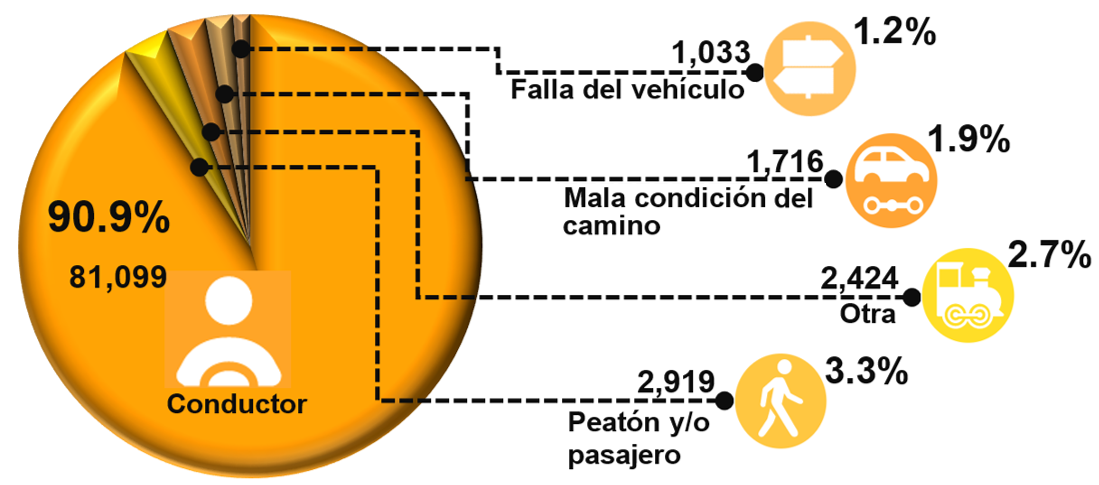 90.9%
81,099
Conductor
1,033
1.2%
Falla del vehículo
1,716
1.9%
Mala condición del
camino
2,424
2.7%
Otra
2,919
3.3%
Peatón y/o
pasajero